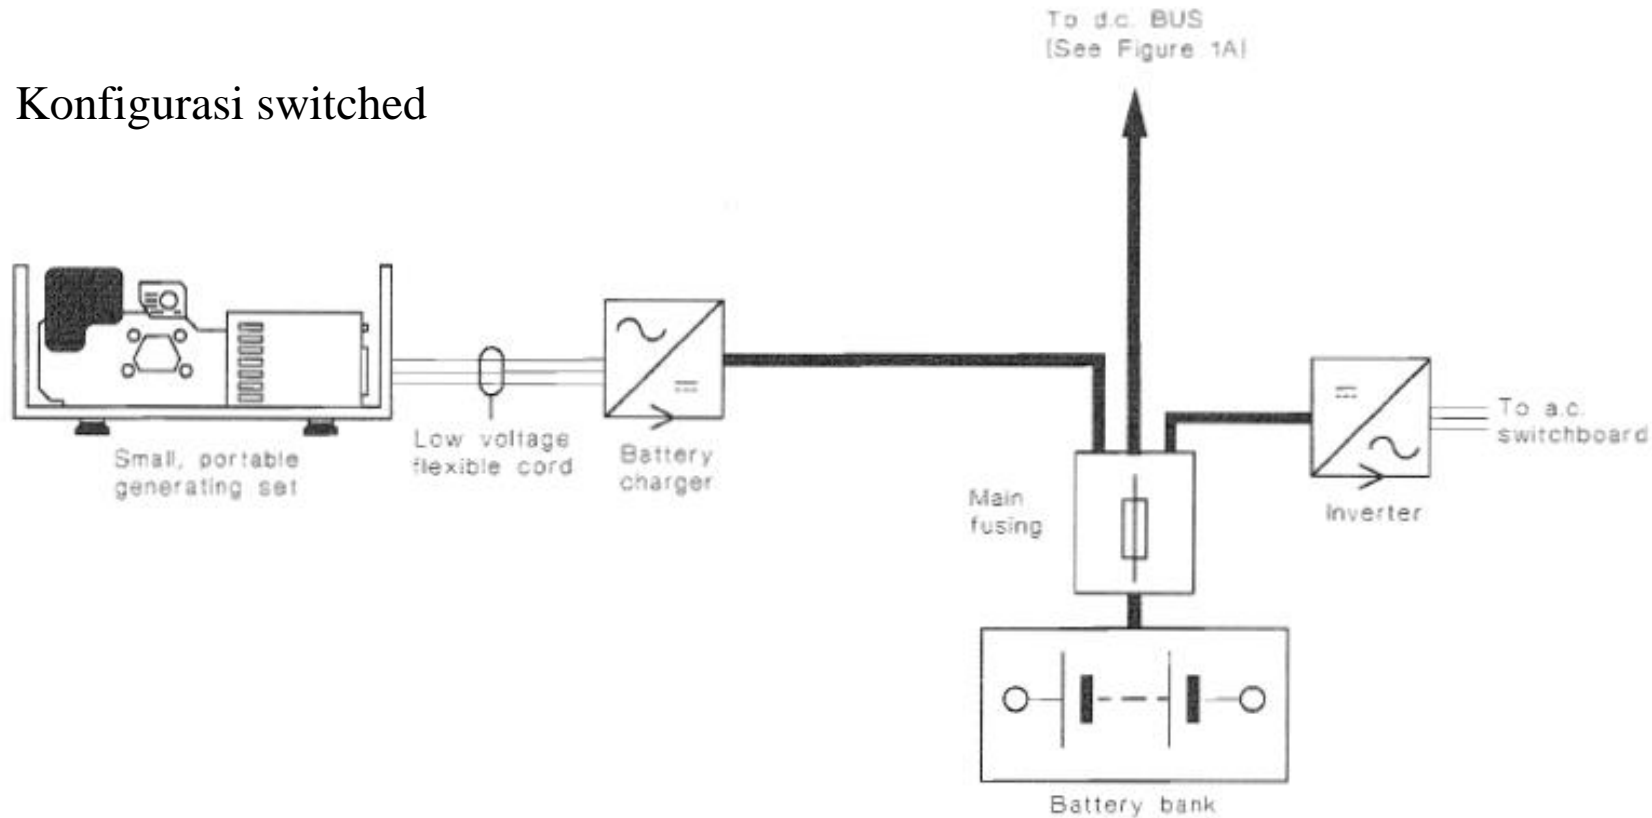 To d.c. BUS
(See Figure 1A)
Konfigurasi switched
Small, portable
generating set
Low voltage
flexible cord
Battery
charger
Main
fusing
Inverter
To a.c.
switchboard
Battery bank